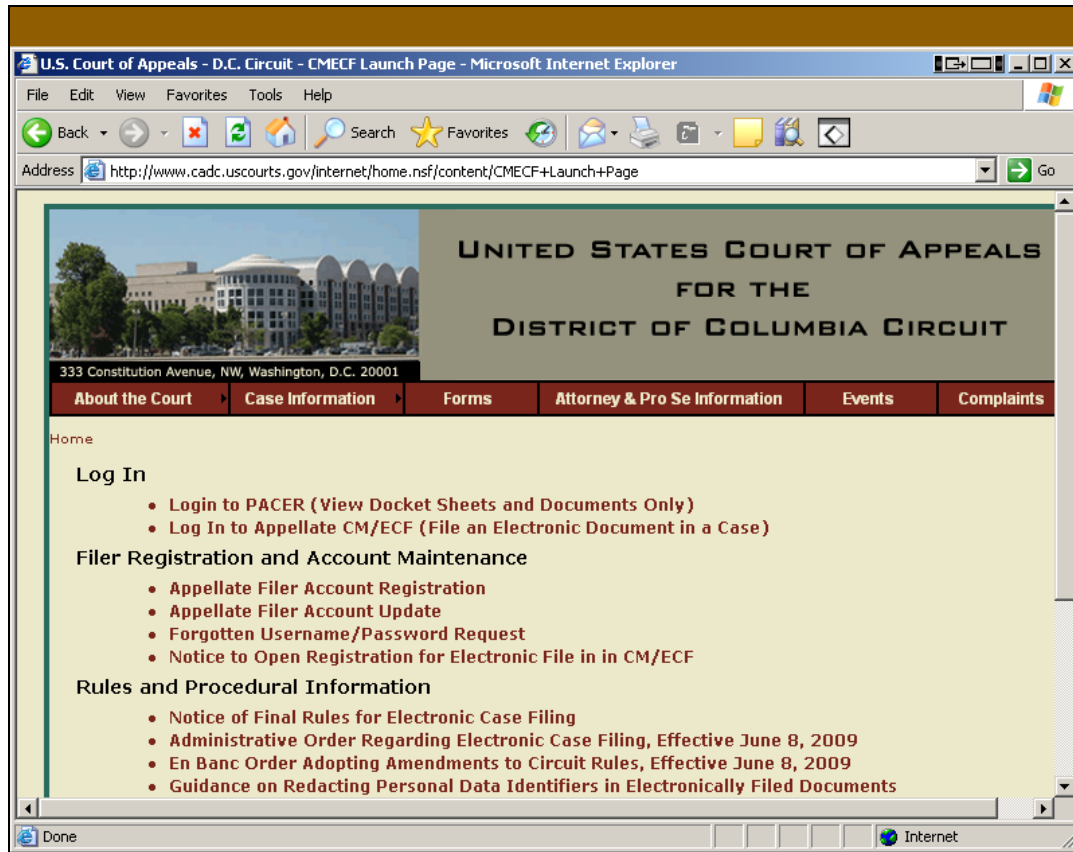 U.S. Court of Appeals - D.C. Circuit - CMECF Launch Page - Microsoft Internet Explorer
File Edit View Favorites Tools Help
Back Search Favorites
Address http://www.cadc.uscourts.gov/internet/home.nsf/content/CMECF+Launch+Page Go
UNITED STATES COURT OF APPEALS
FOR THE
DISTRICT OF COLUMBIA CIRCUIT
333 Constitution Avenue, NW, Washington, D.C. 20001
About the Court Case Information Forms Attorney & Pro Se Information Events Complaints
Home
Log In
• Login to PACER (View Docket Sheets and Documents Only)
• Log In to Appellate CM/ECF (File an Electronic Document in a Case)
Filer Registration and Account Maintenance
• Appellate Filer Account Registration
• Appellate Filer Account Update
• Forgotten Username/Password Request
• Notice to Open Registration for Electronic File in in CM/ECF
Rules and Procedural Information
• Notice of Final Rules for Electronic Case Filing
• Administrative Order Regarding Electronic Case Filing, Effective June 8, 2009
• En Banc Order Adopting Amendments to Circuit Rules, Effective June 8, 2009
• Guidance on Redacting Personal Data Identifiers in Electronically Filed Documents
Done Internet